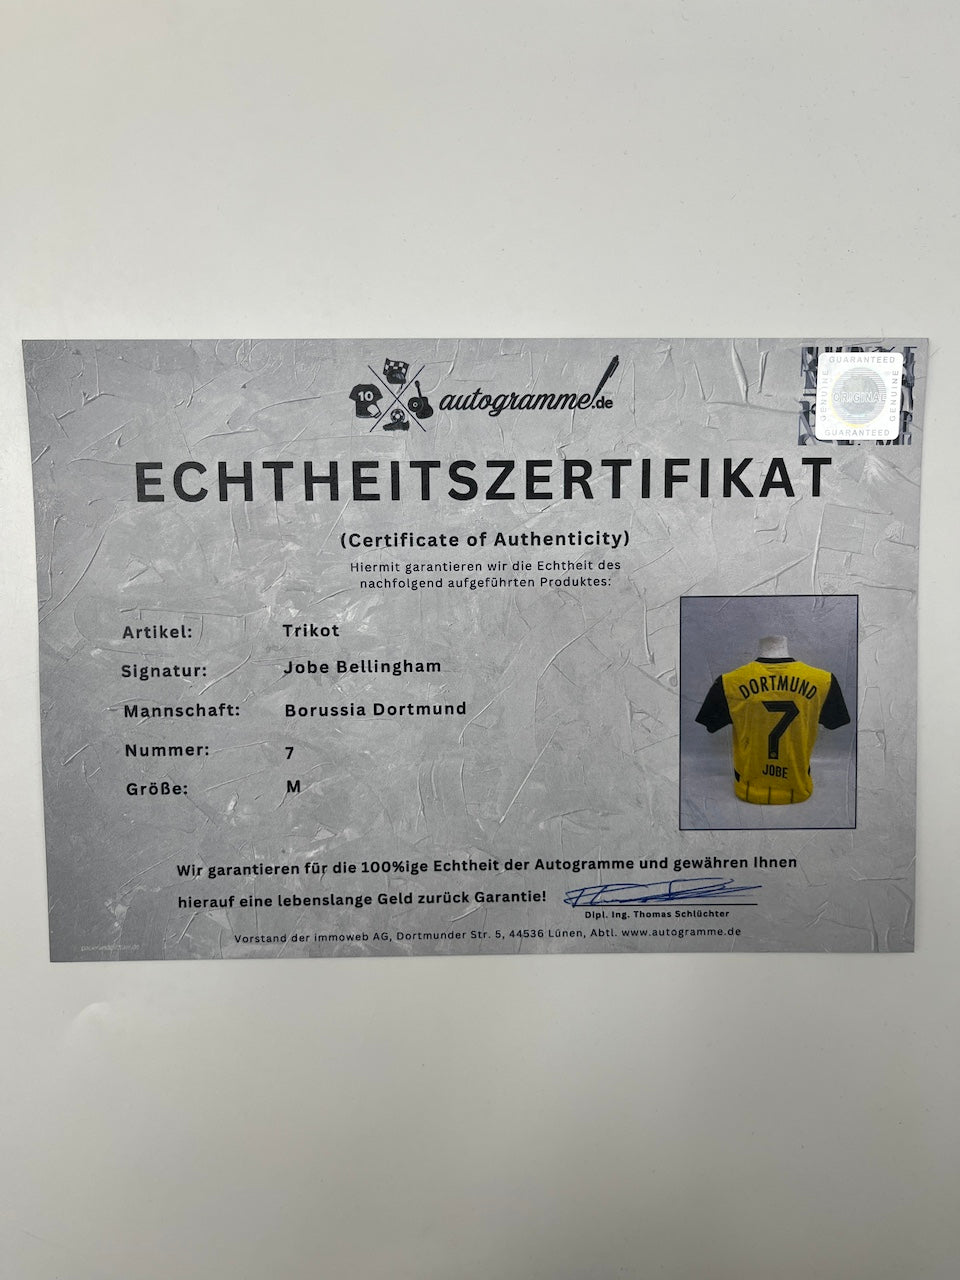 10
autogramme!.de
GUARANTEED
GENUINE
ORIGINAL
GENUINE
GUARANTEED
ECHTHEITSZERTIFIKAT
(Certificate of Authenticity)
Hiermit garantieren wir die Echtheit des
nachfolgend aufgeführten Produktes:
Artikel: Trikot
Signatur: Jobe Bellingham
Mannschaft: Borussia Dortmund
Nummer: 7
Größe: M
DORTMUND
7
JOBE
Wir garantieren für die 100%ige Echtheit der Autogramme und gewähren Ihnen
hierauf eine lebenslange Geld zurück Garantie!
Dipl. Ing. Thomas Schlüchter
Vorstand der immoweb AG, Dortmunder Str. 5, 44536 Lünen, Abtl. www.autogramme.de